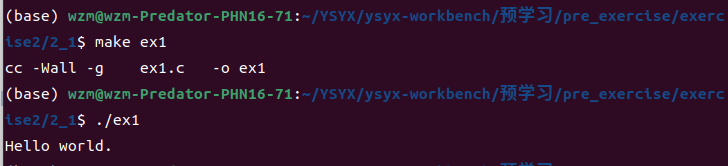 (base) wzm@wzm-Predator-PHN16-71:~/YSYX/ysyx-workbench/预学习/pre_exercise/exerc
ise2/2_1$ make ex1
cc -Wall -g    ex1.c   -o ex1
(base) wzm@wzm-Predator-PHN16-71:~/YSYX/ysyx-workbench/预学习/pre_exercise/exerc
ise2/2_1$ ./ex1
Hello world.